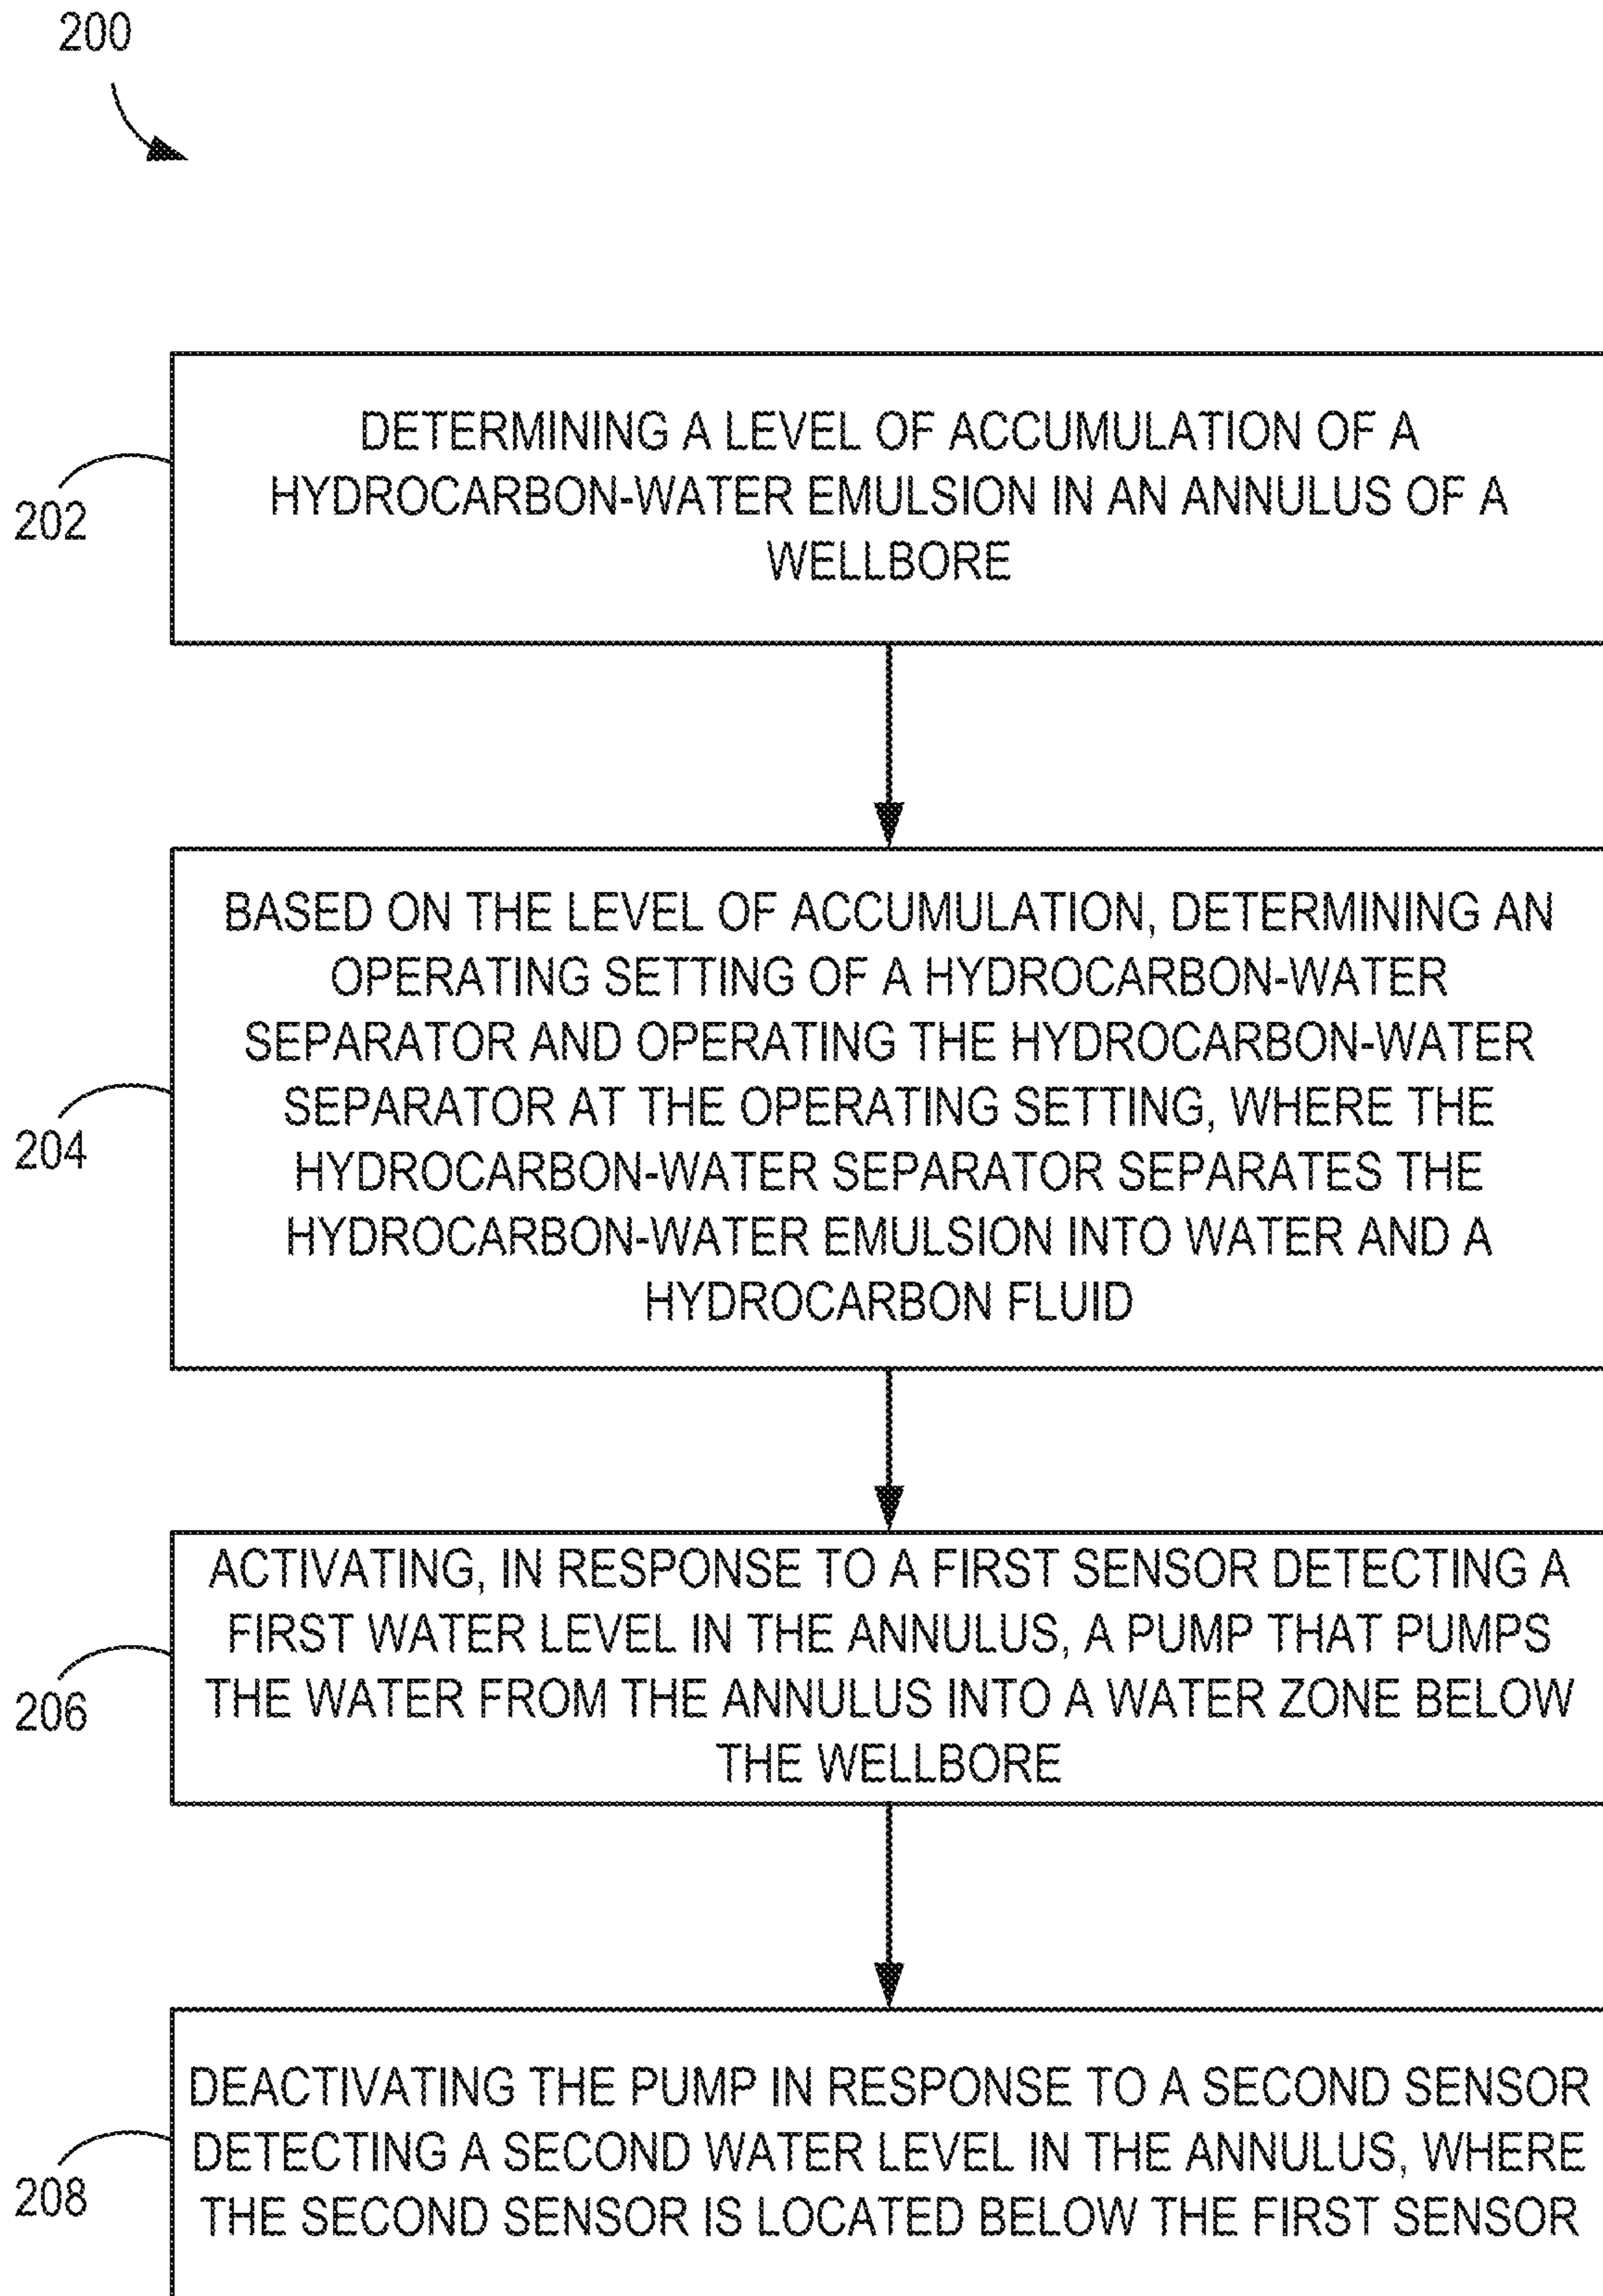 200
DETERMINING A LEVEL OF ACCUMULATION OF A
HYDROCARBON-WATER EMULSION IN AN ANNULUS OF A
WELLBORE
202
BASED ON THE LEVEL OF ACCUMULATION, DETERMINING AN
OPERATING SETTING OF A HYDROCARBON-WATER
SEPARATOR AND OPERATING THE HYDROCARBON-WATER
SEPARATOR AT THE OPERATING SETTING, WHERE THE
HYDROCARBON-WATER SEPARATOR SEPARATES THE
HYDROCARBON-WATER EMULSION INTO WATER AND A
HYDROCARBON FLUID
204
ACTIVATING, IN RESPONSE TO A FIRST SENSOR DETECTING A
FIRST WATER LEVEL IN THE ANNULUS, A PUMP THAT PUMPS
THE WATER FROM THE ANNULUS INTO A WATER ZONE BELOW
THE WELLBORE
206
DEACTIVATING THE PUMP IN RESPONSE TO A SECOND SENSOR
DETECTING A SECOND WATER LEVEL IN THE ANNULUS, WHERE
THE SECOND SENSOR IS LOCATED BELOW THE FIRST SENSOR
208